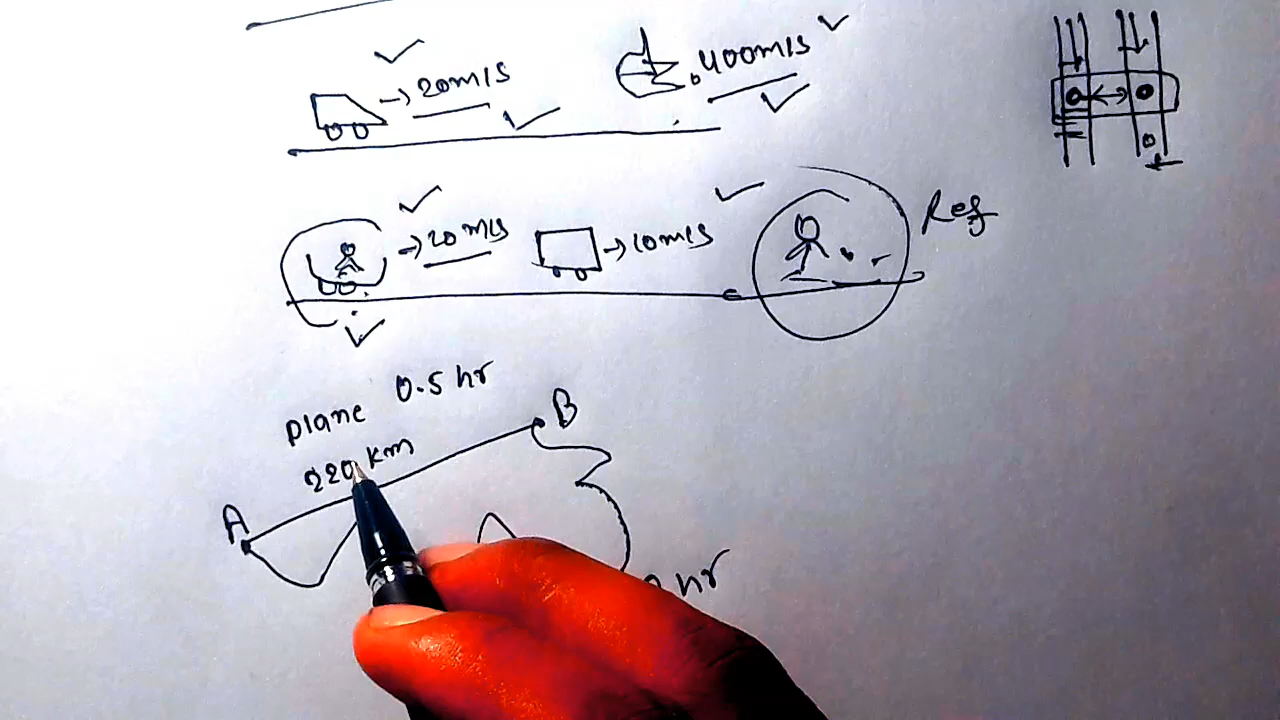 →20m/s 400m/s
→20m/s →10m/s Ref
plane 0.5 hr
220 km
A B
hr